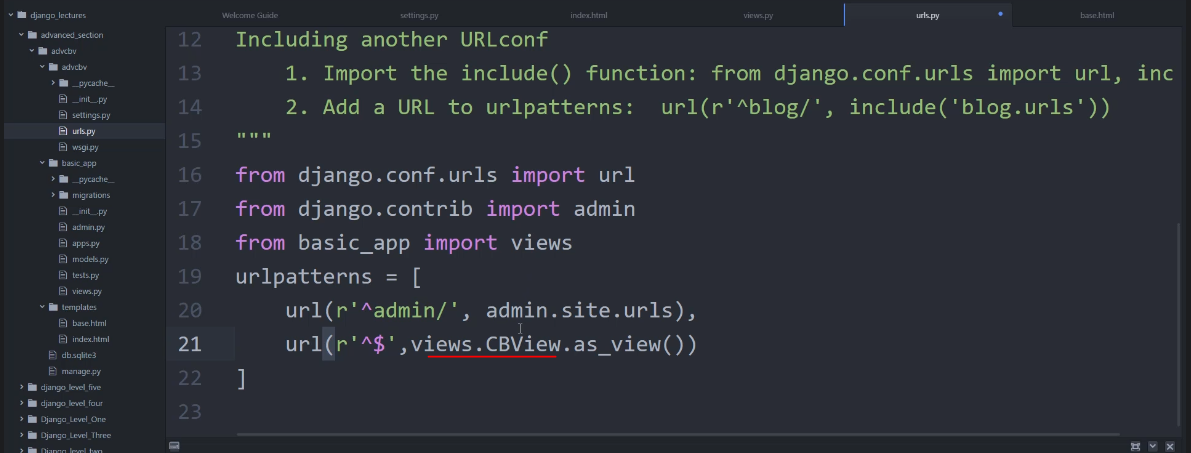 django_lectures
advanced_section
advcbv
advcbv
__pycache__
__init__.py
settings.py
urls.py
wsgi.py
basic_app
__pycache__
migrations
__init__.py
admin.py
apps.py
models.py
tests.py
views.py
templates
base.html
index.html
db.sqlite3
manage.py
django_level_five
django_level_four
Django_Level_One
Django_Level_Three
Django_level_two
Welcome Guide settings.py index.html views.py urls.py base.html
12 Including another URLconf
13     1. Import the include() function: from django.conf.urls import url, inc
14     2. Add a URL to urlpatterns:  url(r'^blog/', include('blog.urls'))
15 """
16 from django.conf.urls import url
17 from django.contrib import admin
18 from basic_app import views
19 urlpatterns = [
20     url(r'^admin/', admin.site.urls),
21     url(r'^$',views.CBView.as_view())
22 ]
23